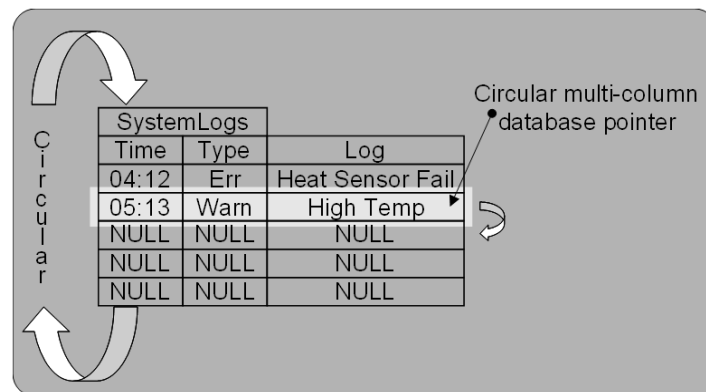 Circular multi-column
database pointer
Circular
SystemLogs
Time Type Log
04:12 Err Heat Sensor Fail
05:13 Warn High Temp
NULL NULL NULL
NULL NULL NULL
NULL NULL NULL